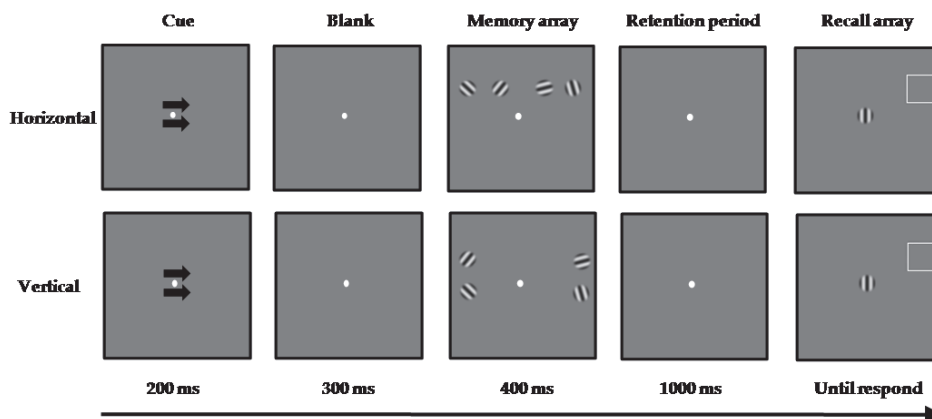 Cue Blank Memory array Retention period Recall array
Horizontal
Vertical
200 ms 300 ms 400 ms 1000 ms Until respond